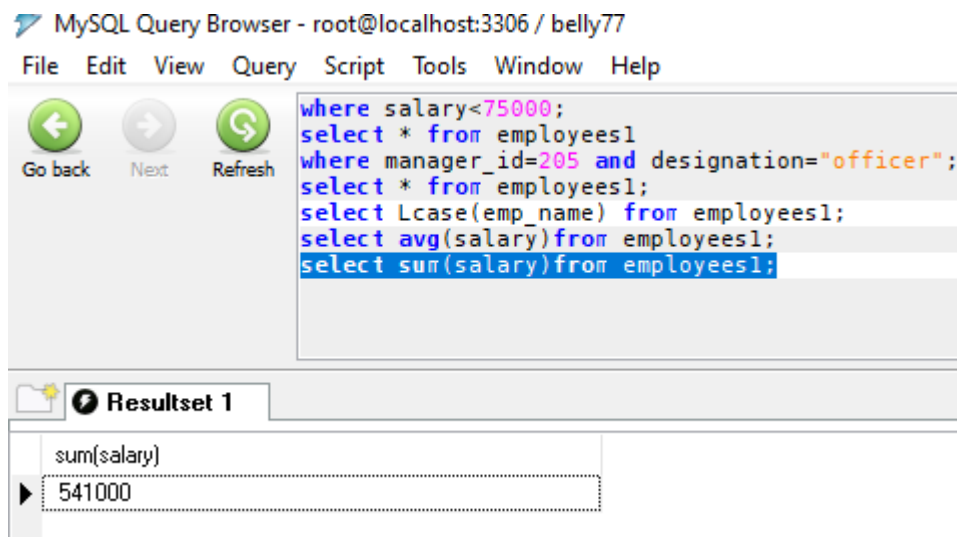 MySQL Query Browser - root@localhost:3306 / belly77
File Edit View Query Script Tools Window Help
Go back Next Refresh
where salary<75000;
select * from employees1
where manager_id=205 and designation="officer";
select * from employees1;
select Lcase(emp_name) from employees1;
select avg(salary)from employees1;
select sum(salary)from employees1;
Resultset 1
sum(salary)
541000